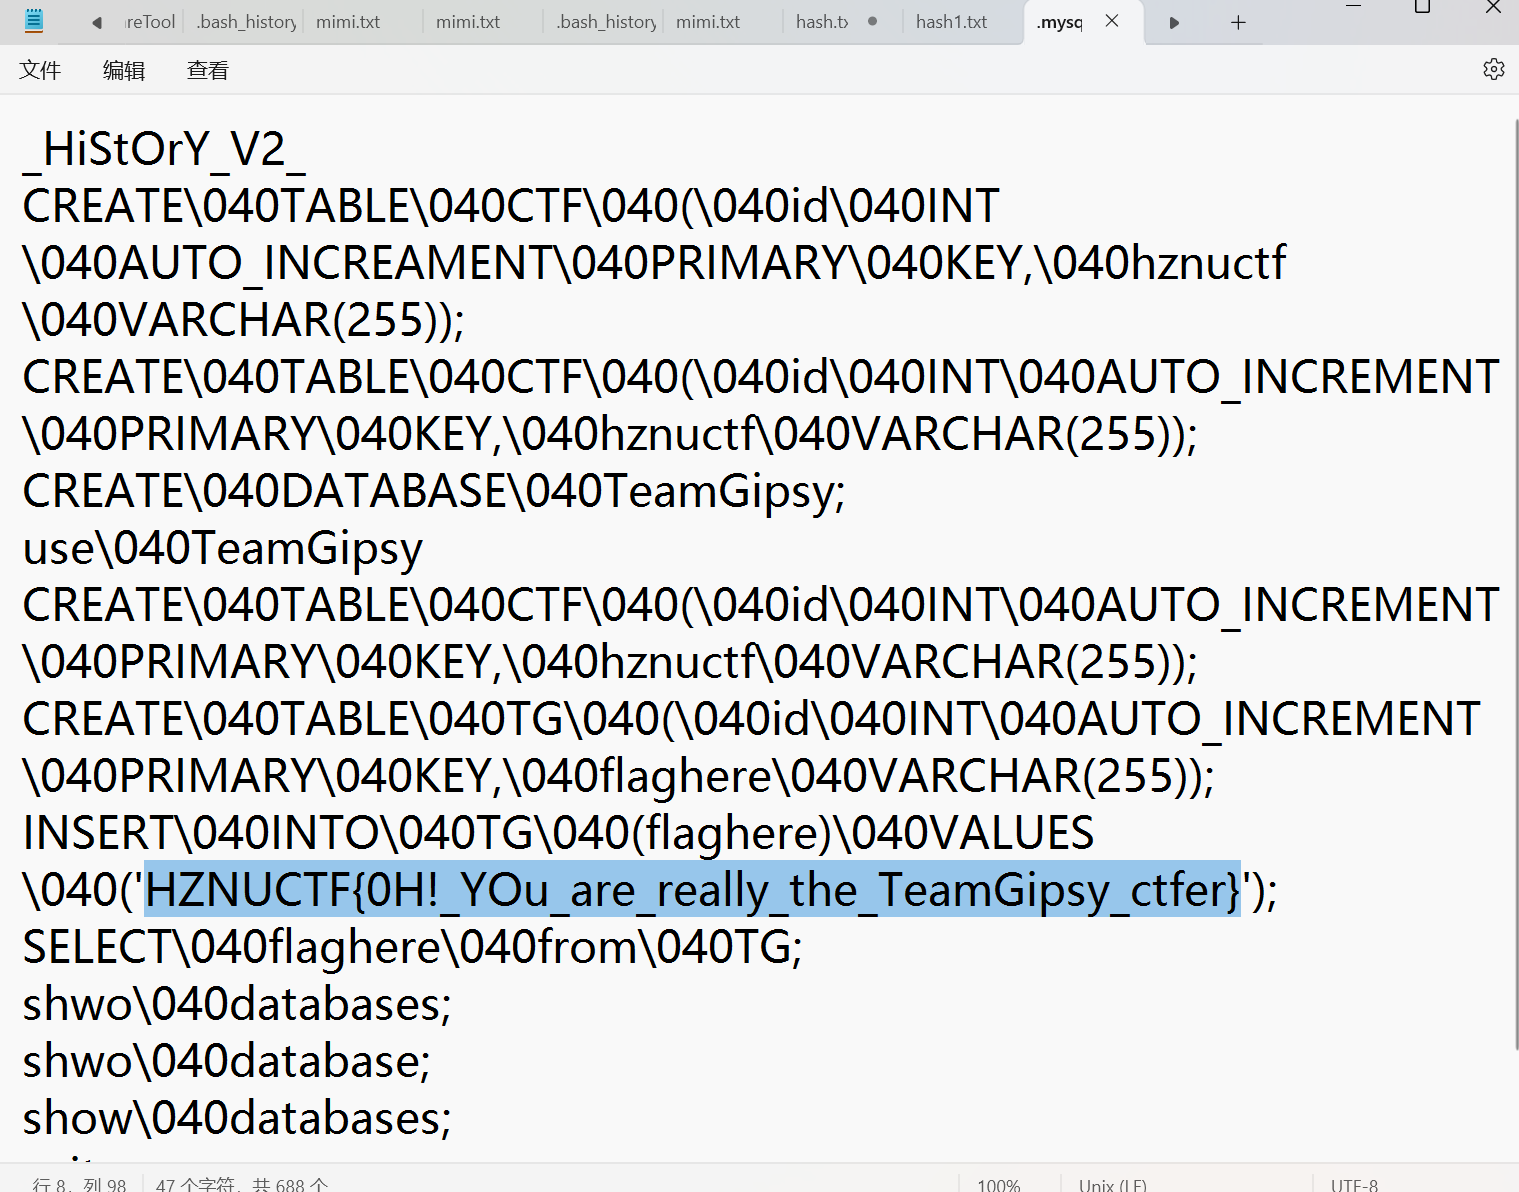 reTool .bash_history mimi.txt mimi.txt .bash_history mimi.txt hash.tx hash1.txt .mysq
文件 编辑 查看
_HiStOrY_V2_
CREATE\040TABLE\040CTF\040(\040id\040INT
\040AUTO_INCREAMENT\040PRIMARY\040KEY,\040hznuctf
\040VARCHAR(255));
CREATE\040TABLE\040CTF\040(\040id\040INT\040AUTO_INCREMENT
\040PRIMARY\040KEY,\040hznuctf\040VARCHAR(255));
CREATE\040DATABASE\040TeamGipsy;
use\040TeamGipsy
CREATE\040TABLE\040CTF\040(\040id\040INT\040AUTO_INCREMENT
\040PRIMARY\040KEY,\040hznuctf\040VARCHAR(255));
CREATE\040TABLE\040TG\040(\040id\040INT\040AUTO_INCREMENT
\040PRIMARY\040KEY,\040flaghere\040VARCHAR(255));
INSERT\040INTO\040TG\040(flaghere)\040VALUES
\040('HZNUCTF{0H!_YOu_are_really_the_TeamGipsy_ctfer}');
SELECT\040flaghere\040from\040TG;
shwo\040databases;
shwo\040database;
show\040databases;
行 8, 列 98 47 个字符, 共 688 个 100% Unix (LF) UTF-8